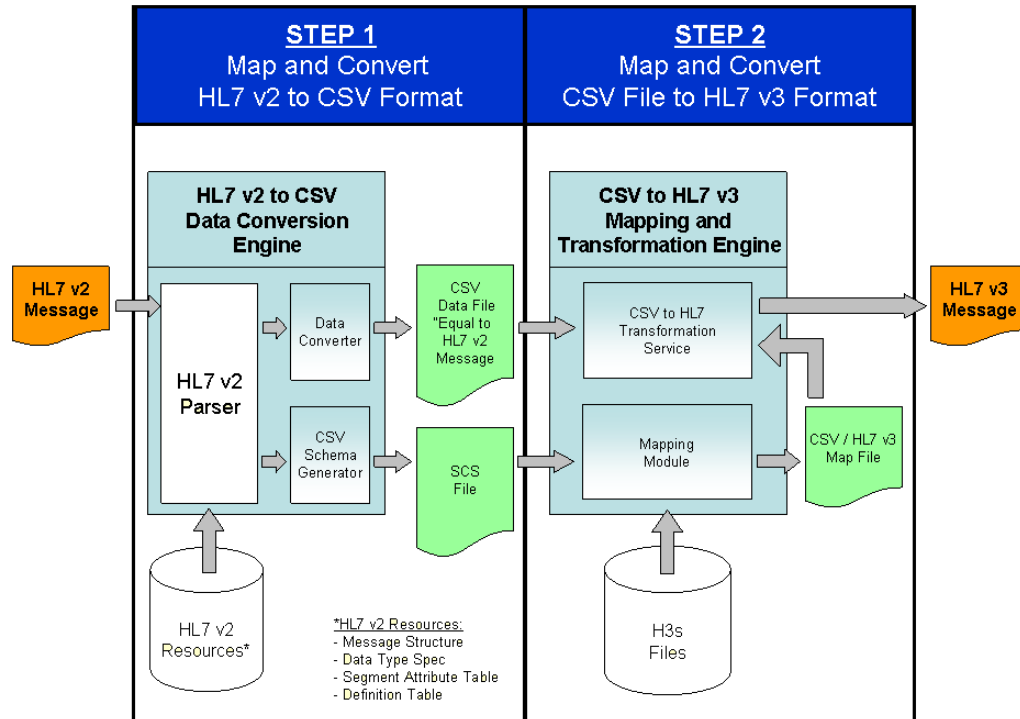 STEP 1
Map and Convert
HL7 v2 to CSV Format
STEP 2
Map and Convert
CSV File to HL7 v3 Format
HL7 v2 to CSV
Data Conversion
Engine
CSV to HL7 v3
Mapping and
Transformation Engine
HL7 v2
Message
HL7 v2
Parser
Data
Converter
CSV
Schema
Generator
CSV
Data File
"Equal to
HL7 v2
Message
SCS
File
CSV to HL7
Transformation
Service
Mapping
Module
HL7 v3
Message
CSV / HL7 v3
Map File
HL7 v2
Resources*
*HL7 v2 Resources:
- Message Structure
- Data Type Spec
- Segment Attribute Table
- Definition Table
H3s
Files